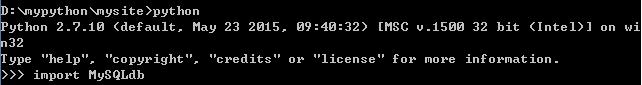 D:\mypython\mysite>python
Python 2.7.10 (default, May 23 2015, 09:40:32) [MSC v.1500 32 bit (Intel)] on wi
n32
Type "help", "copyright", "credits" or "license" for more information.
>>> import MySQLdb